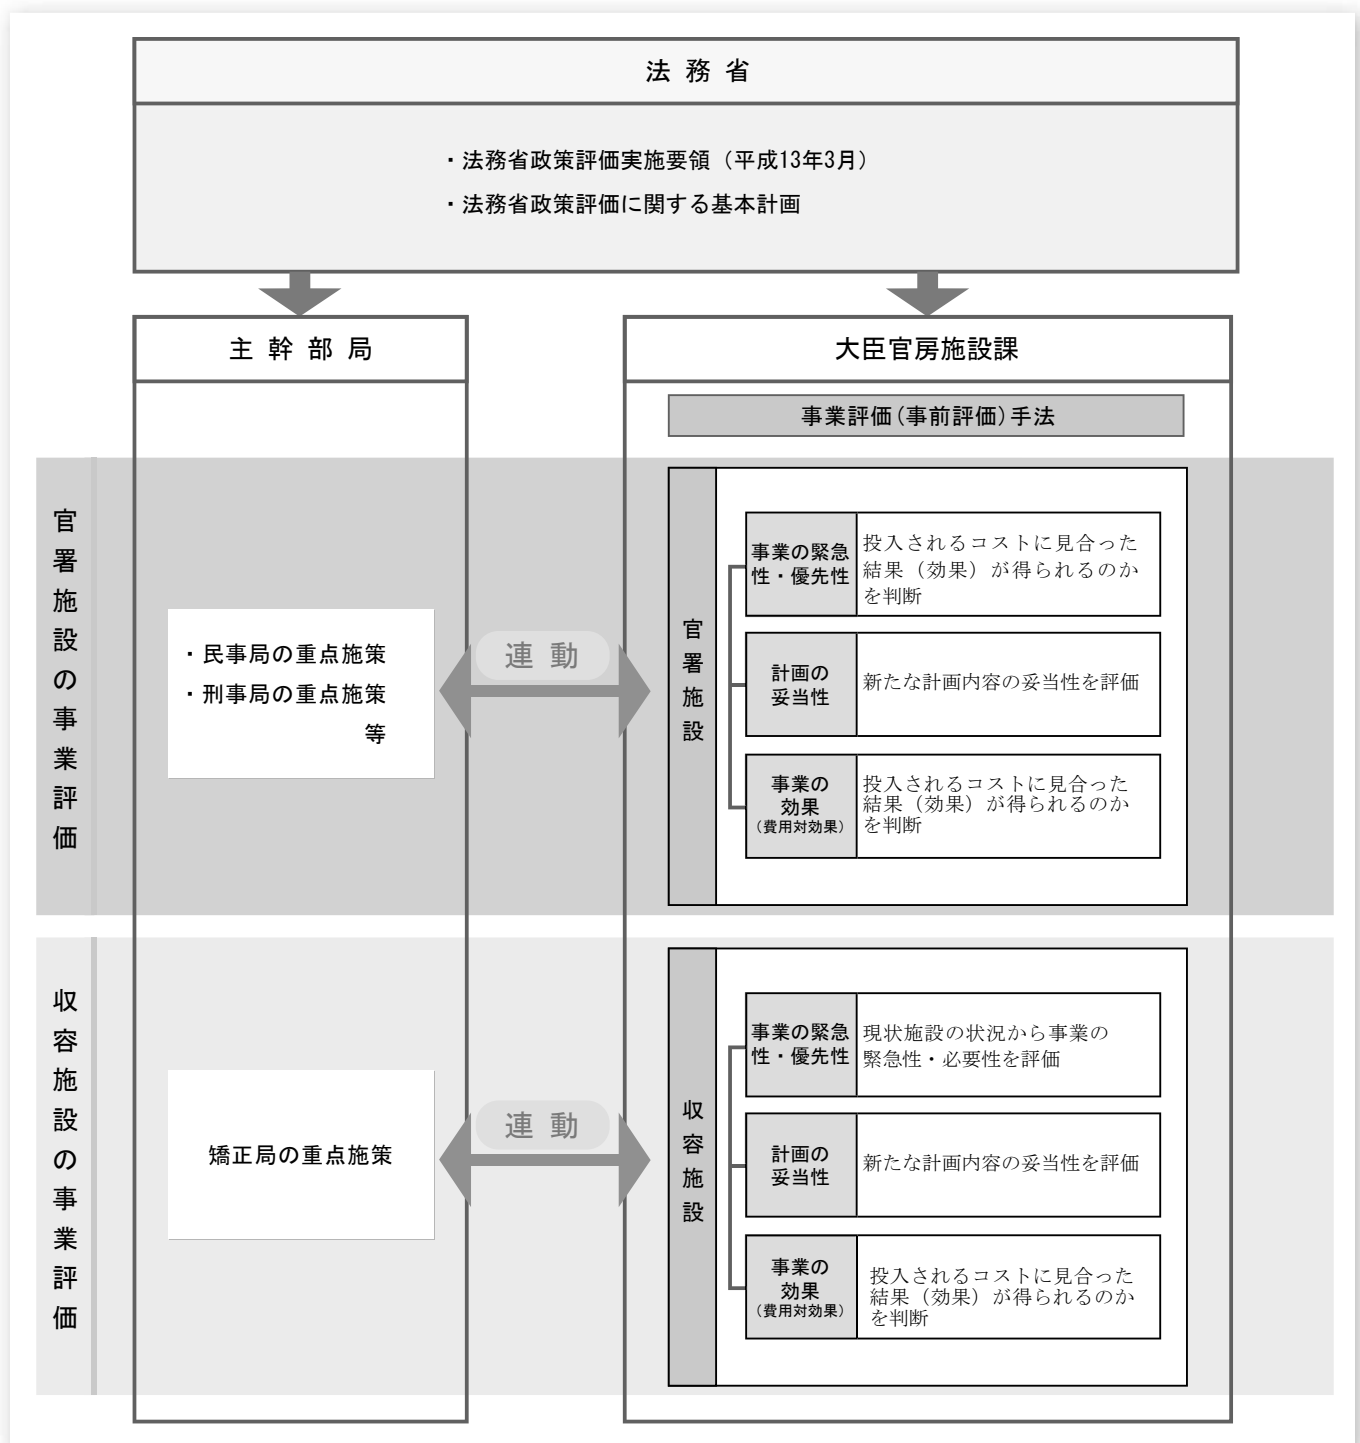 法務省
・法務省政策評価実施要領（平成13年3月）
・法務省政策評価に関する基本計画
主幹部局
大臣官房施設課
事業評価(事前評価)手法
官署施設の事業評価
・民事局の重点施策
・刑事局の重点施策
等
連動
官署施設
事業の緊急
性・優先性
投入されるコストに見合った
結果（効果）が得られるのか
を判断
計画の
妥当性
新たな計画内容の妥当性を評価
事業の
効果
（費用対効果）
投入されるコストに見合った
結果（効果）が得られるのか
を判断
収容施設の事業評価
矯正局の重点施策
連動
収容施設
事業の緊急
性・優先性
現状施設の状況から事業の
緊急性・必要性を評価
計画の
妥当性
新たな計画内容の妥当性を評価
事業の
効果
（費用対効果）
投入されるコストに見合った
結果（効果）が得られるのか
を判断